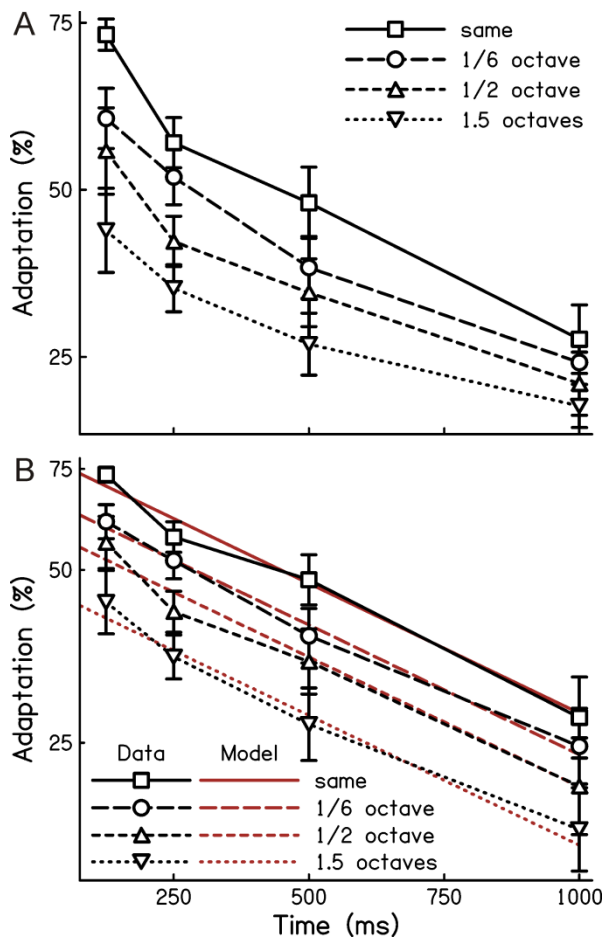 A
75
50
25
Adaptation (%)
same
1/6 octave
1/2 octave
1.5 octaves
B
75
50
25
Adaptation (%)
Data Model
same
1/6 octave
1/2 octave
1.5 octaves
250 500 750 1000
Time (ms)